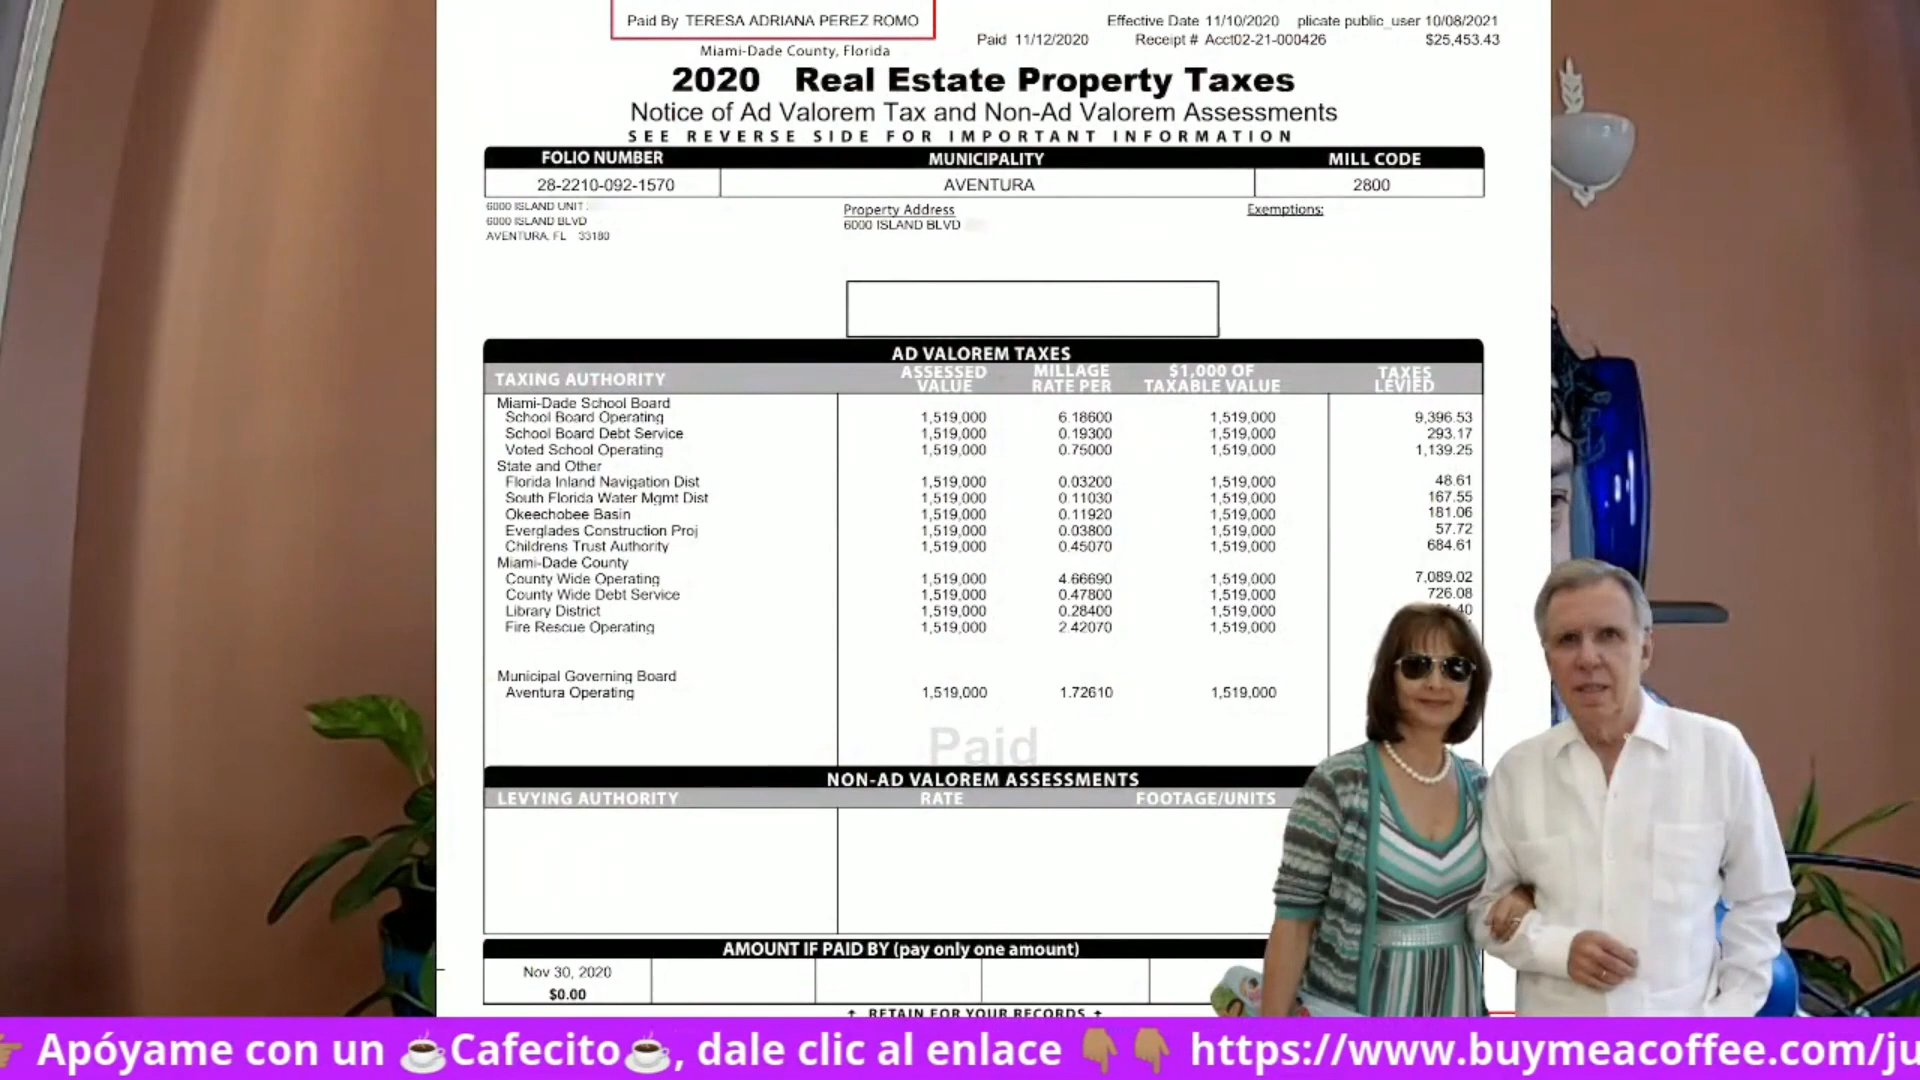 Paid By TERESA ADRIANA PEREZ ROMO
Effective Date 11/10/2020 plicate public_user 10/08/2021
Paid 11/12/2020 Receipt # Acct02-21-000426 $25,453.43
Miami-Dade County, Florida
2020 Real Estate Property Taxes
Notice of Ad Valorem Tax and Non-Ad Valorem Assessments
SEE REVERSE SIDE FOR IMPORTANT INFORMATION
FOLIO NUMBER MUNICIPALITY MILL CODE
28-2210-092-1570 AVENTURA 2800
6000 ISLAND UNIT
6000 ISLAND BLVD
AVENTURA, FL 33180
Property Address
6000 ISLAND BLVD
Exemptions:
AD VALOREM TAXES
TAXING AUTHORITY ASSESSED VALUE MILLAGE RATE PER $1,000 OF TAXABLE VALUE TAXES LEVIED
Miami-Dade School Board
School Board Operating 1,519,000 6.18600 1,519,000 9,396.53
School Board Debt Service 1,519,000 0.19300 1,519,000 293.17
Voted School Operating 1,519,000 0.75000 1,519,000 1,139.25
State and Other
Florida Inland Navigation Dist 1,519,000 0.03200 1,519,000 48.61
South Florida Water Mgmt Dist 1,519,000 0.11030 1,519,000 167.55
Okeechobee Basin 1,519,000 0.11920 1,519,000 181.06
Everglades Construction Proj 1,519,000 0.03800 1,519,000 57.72
Childrens Trust Authority 1,519,000 0.45070 1,519,000 684.61
Miami-Dade County
County Wide Operating 1,519,000 4.66690 1,519,000 7,089.02
County Wide Debt Service 1,519,000 0.47800 1,519,000 726.08
Library District 1,519,000 0.28400 1,519,000
Fire Rescue Operating 1,519,000 2.42070 1,519,000
Municipal Governing Board
Aventura Operating 1,519,000 1.72610 1,519,000
Paid
NON-AD VALOREM ASSESSMENTS
LEVYING AUTHORITY RATE FOOTAGE/UNITS
AMOUNT IF PAID BY (pay only one amount)
Nov 30, 2020
$0.00
↑ RETAIN FOR YOUR RECORDS ↑
👉🏽 Apóyame con un ☕Cafecito☕, dale clic al enlace 👇🏽👇🏽 https://www.buymeacoffee.com/ju